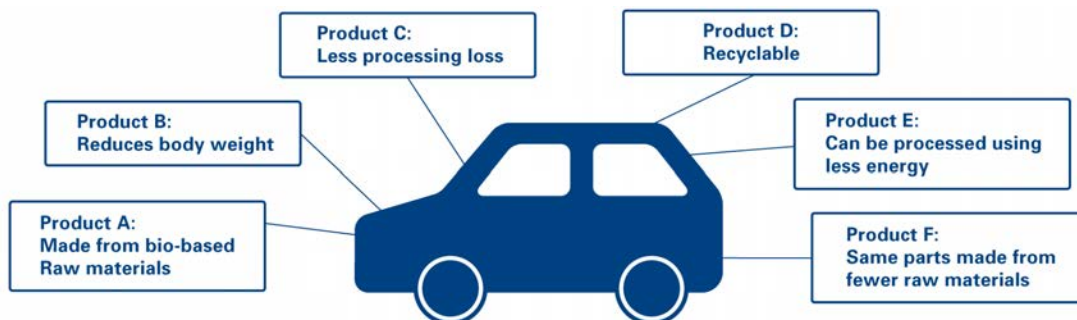 Product C:
Less processing loss
Product D:
Recyclable
Product B:
Reduces body weight
Product E:
Can be processed using
less energy
Product A:
Made from bio-based
Raw materials
Product F:
Same parts made from
fewer raw materials